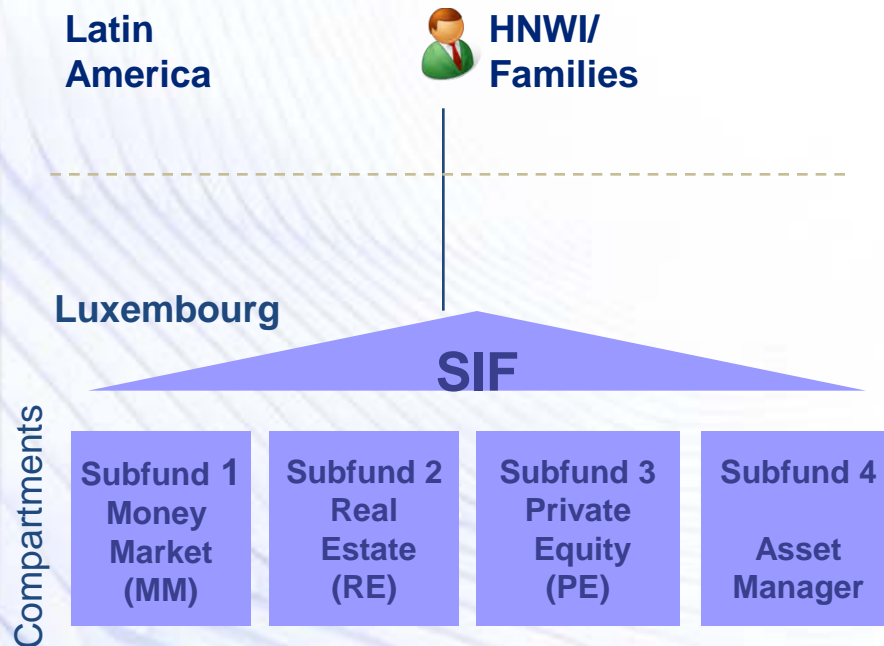 Latin
America
HNWI/
Families
Luxembourg
SIF
Compartments
Subfund 1
Money
Market
(MM)
Subfund 2
Real
Estate
(RE)
Subfund 3
Private
Equity
(PE)
Subfund 4
Asset
Manager